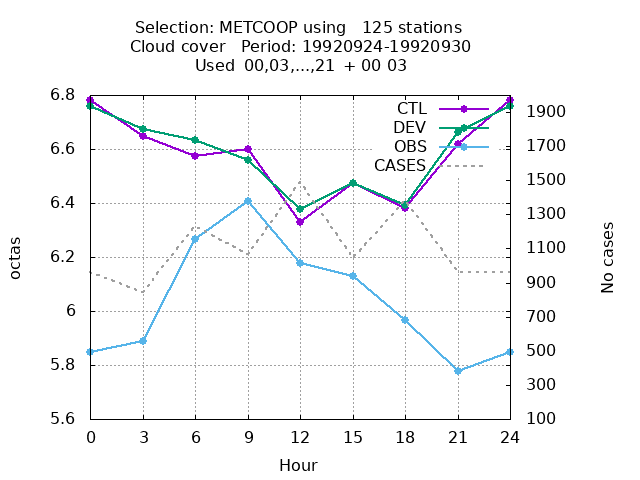 Selection: METCOOP using   125 stations
Cloud cover   Period: 19920924-19920930
Used  00,03,...,21  + 00 03
6.8
6.6
6.4
6.2
6
5.8
5.6
octas
CTL
DEV
OBS
CASES
1900
1700
1500
1300
1100
900
700
500
300
100
No cases
0 3 6 9 12 15 18 21 24
Hour